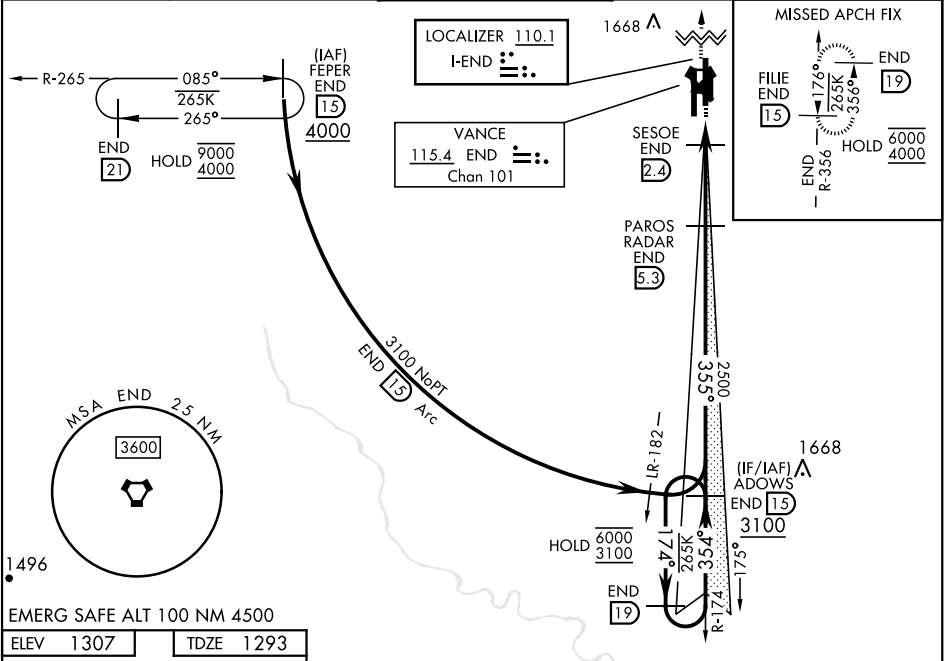 R-265
085°
265K
265°
END
21
HOLD 9000
4000
(IAF)
FEPER
END
15
4000
LOCALIZER 110.1
I-END
VANCE
115.4 END
Chan 101
1668
SESOE
END
2.4
PAROS
RADAR
END
5.3
MISSED APCH FIX
FILIE
END
15
176°
265K
356°
END
19
HOLD 6000
4000
END
R-356
3100 NoPT
END 15 Arc
2500
355°
LR-182
1668
(IF/IAF)
ADOWS
END 15
3100
HOLD 6000
3100
174°
265K
354°
175°
END
19
R-174
MSA END 25 NM
3600
1496
EMERG SAFE ALT 100 NM 4500
ELEV 1307
TDZE 1293